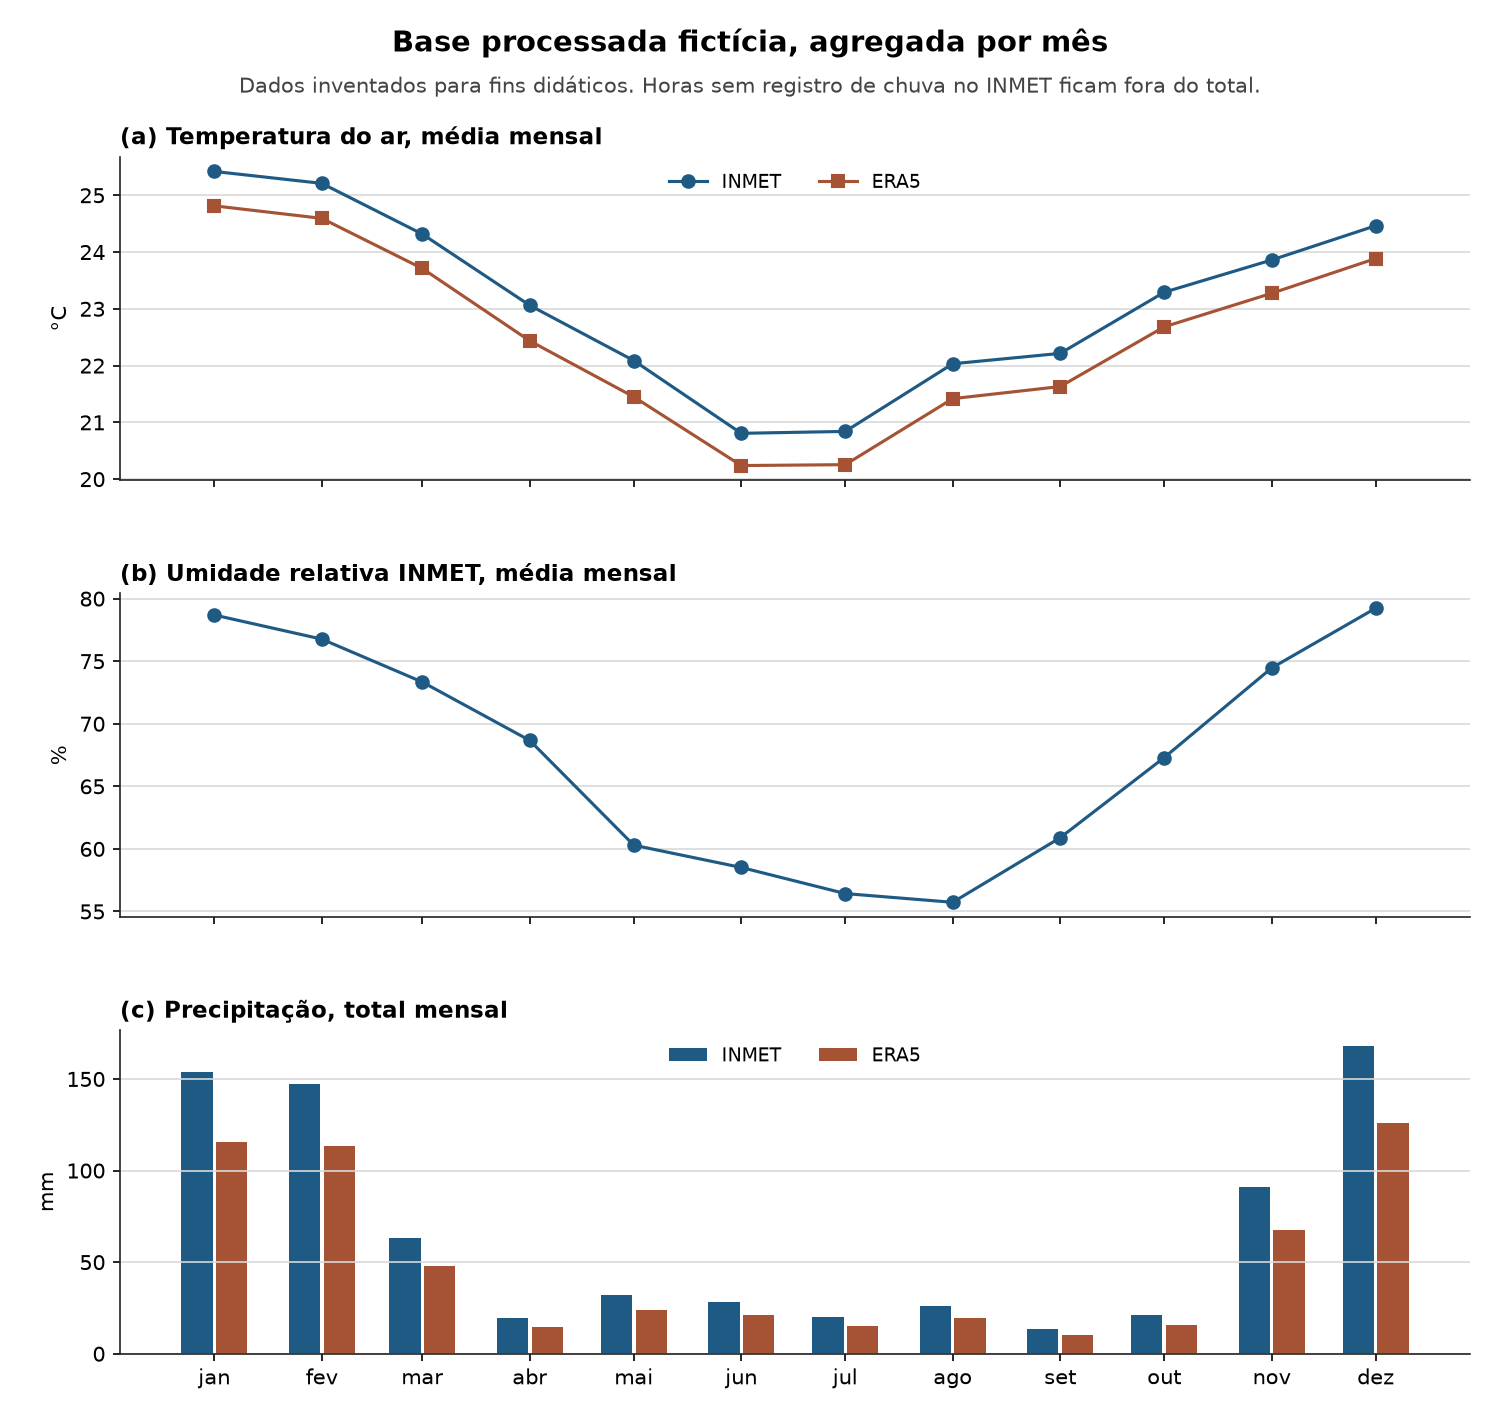 Base processada fictícia, agregada por mês
Dados inventados para fins didáticos. Horas sem registro de chuva no INMET ficam fora do total.
(a) Temperatura do ar, média mensal
INMET ERA5
25
24
23
22
21
20
°C
(b) Umidade relativa INMET, média mensal
80
75
70
65
60
55
%
(c) Precipitação, total mensal
INMET ERA5
150
100
50
0
mm
jan fev mar abr mai jun jul ago set out nov dez